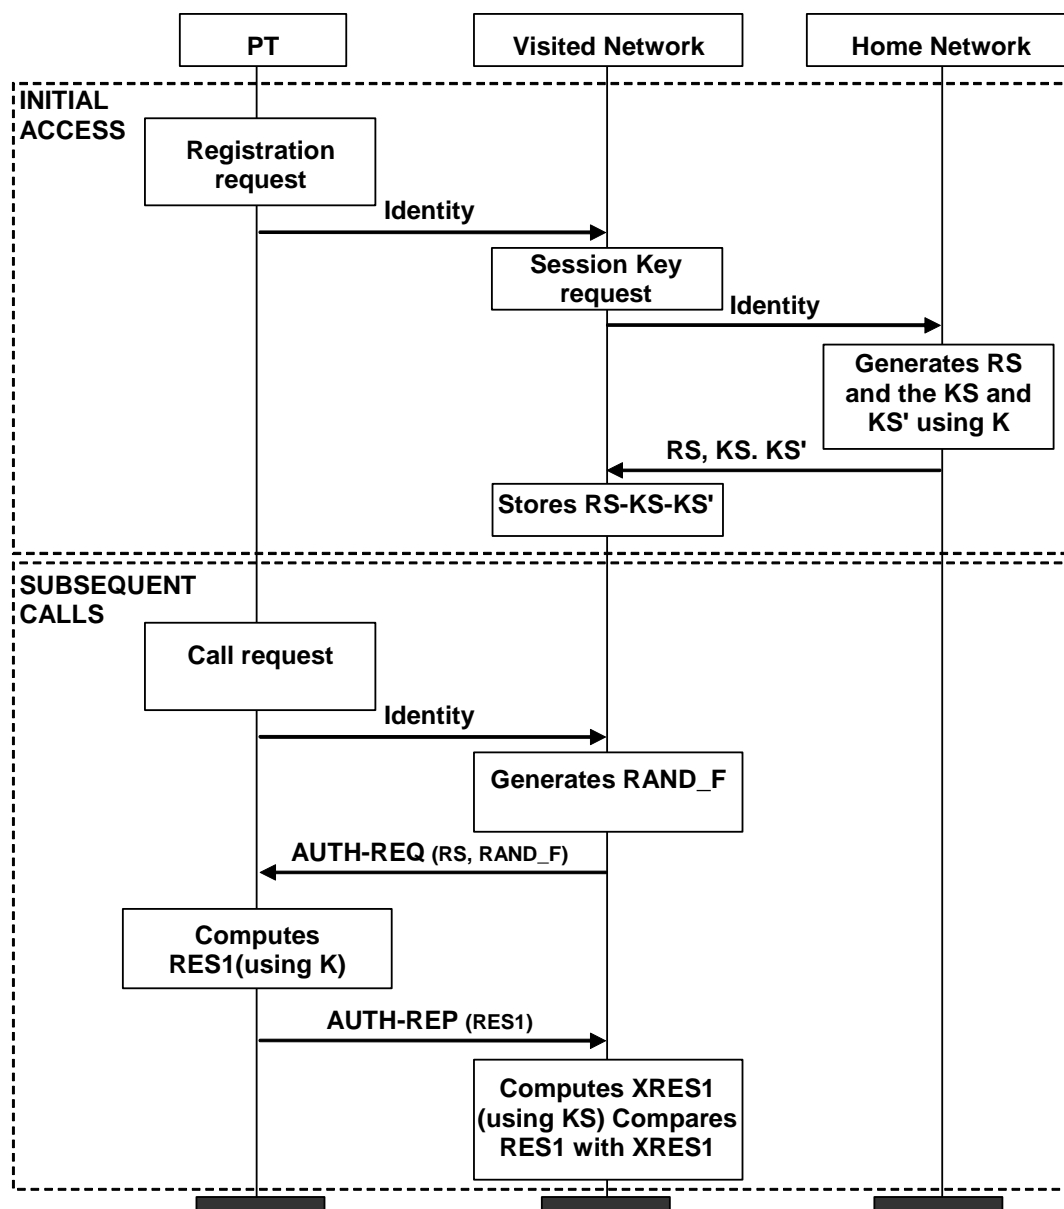 PT
Visited Network
Home Network
INITIAL
ACCESS
Registration
request
Identity
Session Key
request
Identity
Generates RS
and the KS and
KS' using K
RS, KS. KS'
Stores RS-KS-KS'
SUBSEQUENT
CALLS
Call request
Identity
Generates RAND_F
AUTH-REQ (RS, RAND_F)
Computes
RES1(using K)
AUTH-REP (RES1)
Computes XRES1
(using KS) Compares
RES1 with XRES1